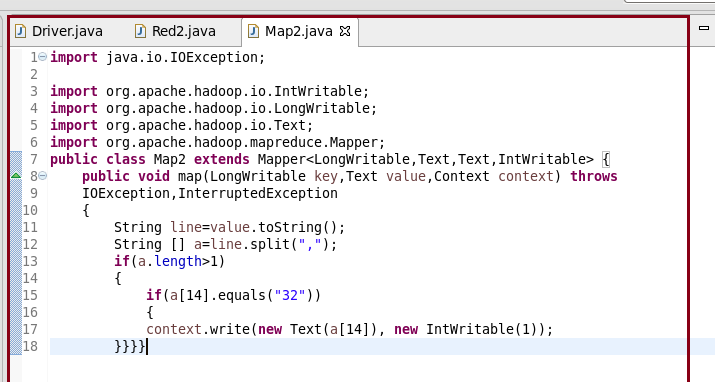 Driver.java Red2.java Map2.java
1 import java.io.IOException;
2
3 import org.apache.hadoop.io.IntWritable;
4 import org.apache.hadoop.io.LongWritable;
5 import org.apache.hadoop.io.Text;
6 import org.apache.hadoop.mapreduce.Mapper;
7 public class Map2 extends Mapper<LongWritable,Text,Text,IntWritable> {
8 public void map(LongWritable key,Text value,Context context) throws
9 IOException,InterruptedException
10 {
11 String line=value.toString();
12 String [] a=line.split(",");
13 if(a.length>1)
14 {
15 if(a[14].equals("32"))
16 {
17 context.write(new Text(a[14]), new IntWritable(1));
18 }}}}